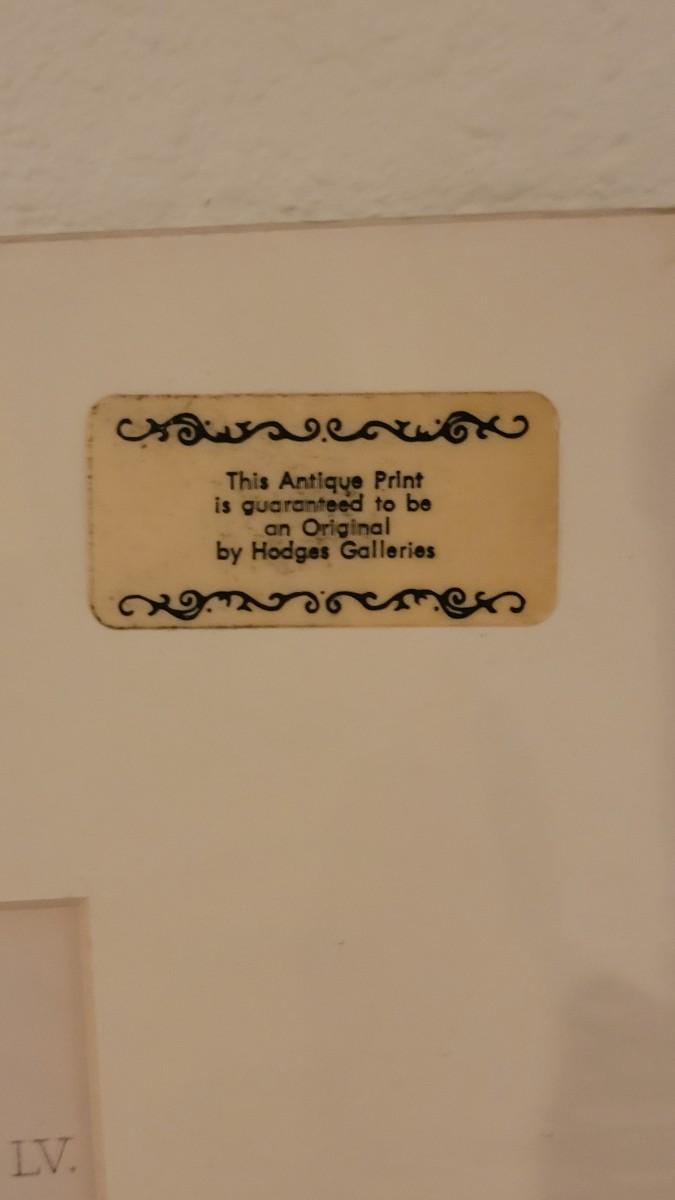 This Antique Print
is guaranteed to be
an Original
by Hodges Galleries
LV.